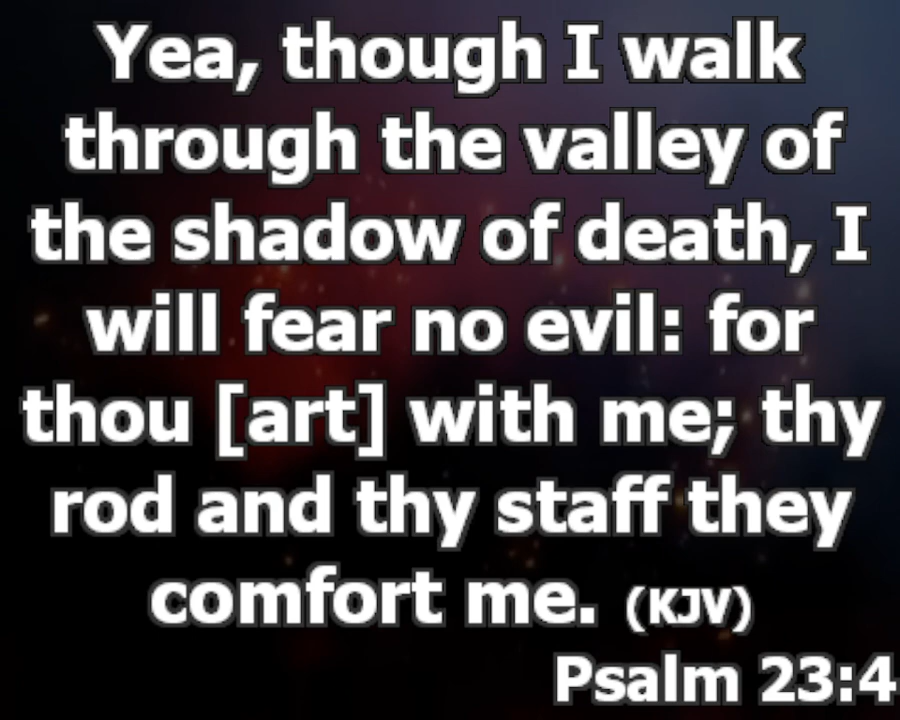 Yea, though I walk
through the valley of
the shadow of death, I
will fear no evil: for
thou [art] with me; thy
rod and thy staff they
comfort me. (KJV)
Psalm 23:4